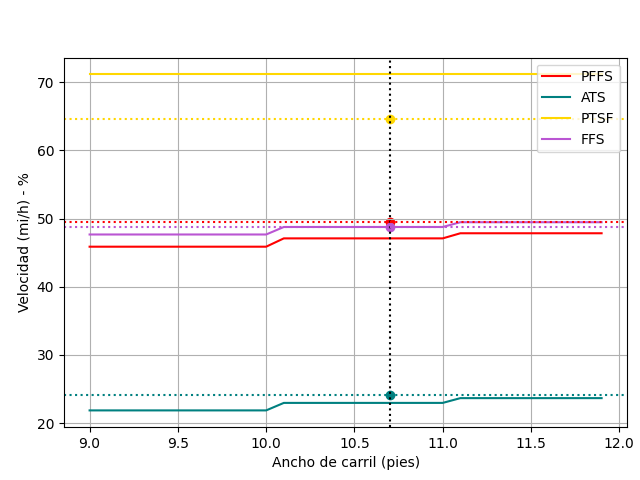 PFFS
ATS
PTSF
FFS
70
60
50
40
30
20
Velocidad (mi/h) - %
9.0 9.5 10.0 10.5 11.0 11.5 12.0
Ancho de carril (pies)